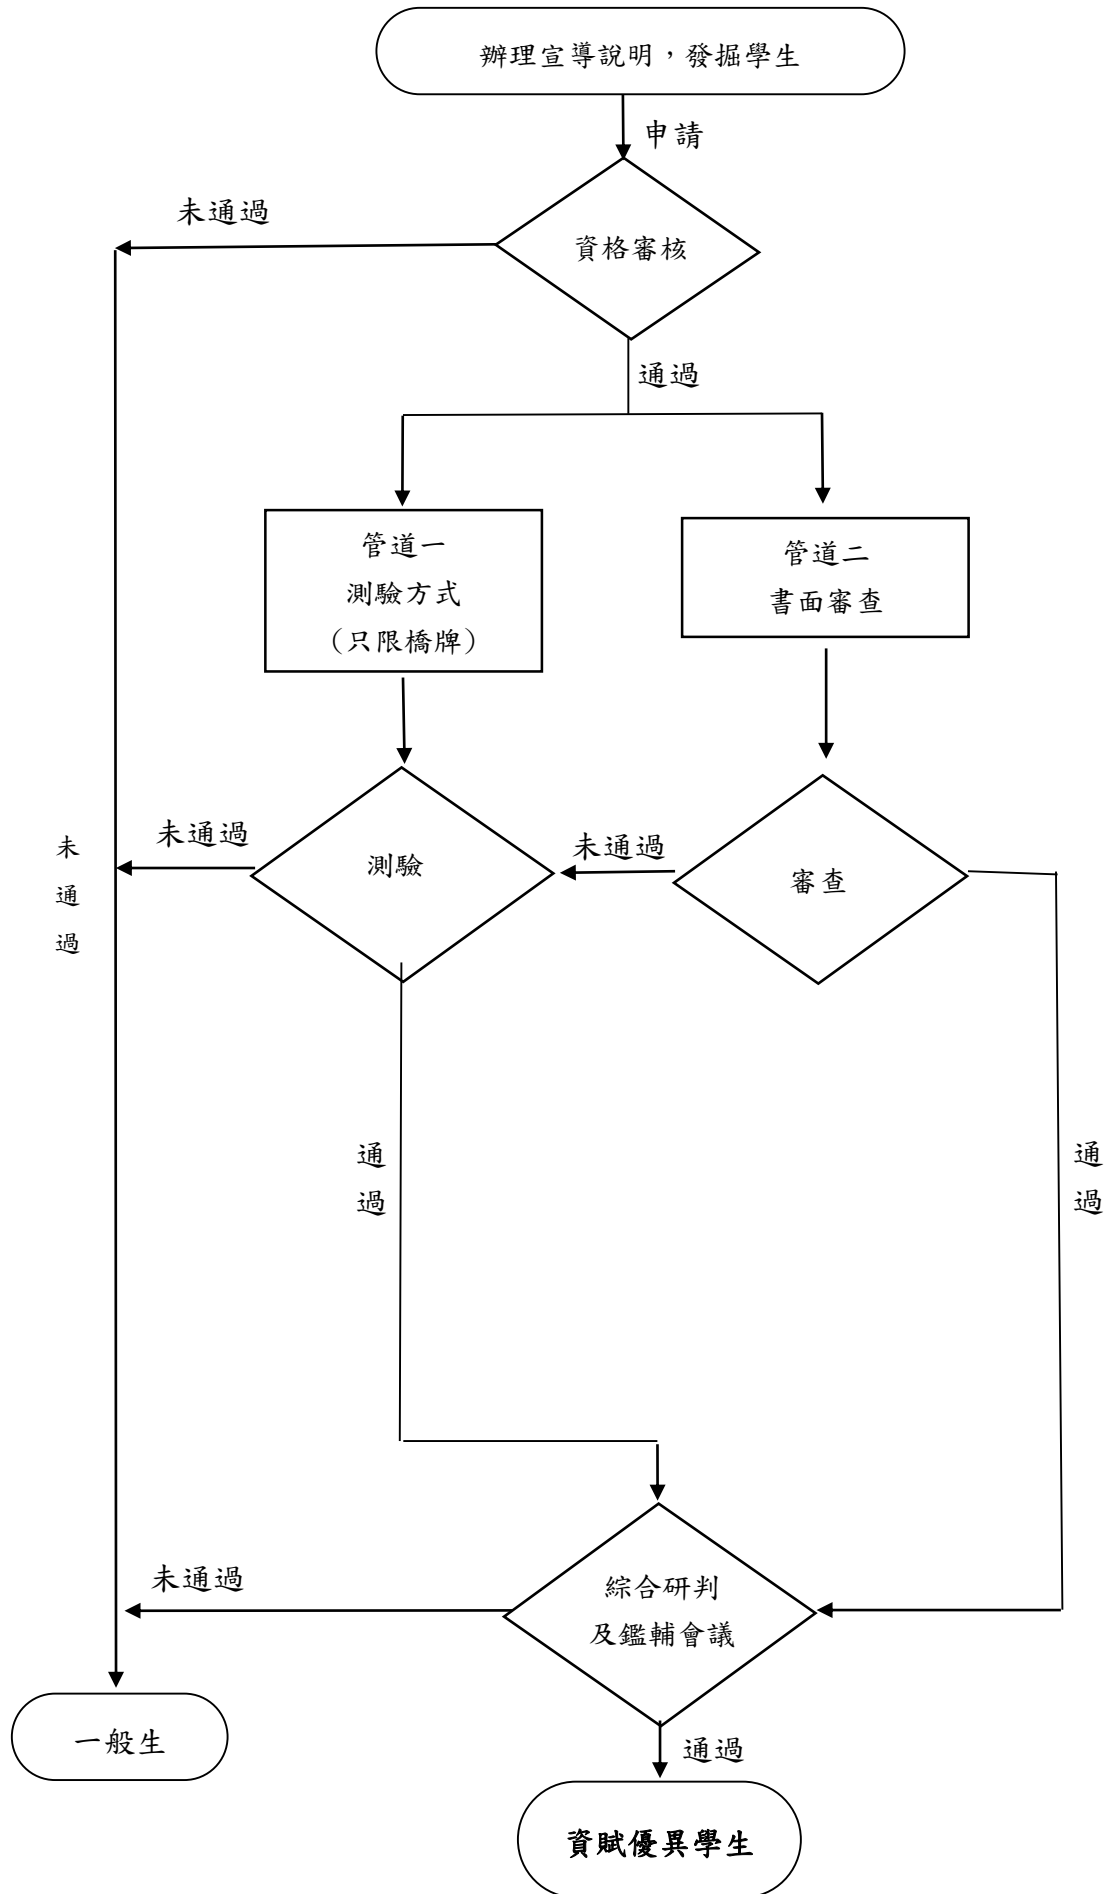 辦理宣導說明，發掘學生
申請
未通過
資格審核
通過
管道一
測驗方式
（只限橋牌）
管道二
書面審查
未通過
未通過
未
通
過
測驗
審查
通
過
通
過
未通過
綜合研判
及鑑輔會議
一般生
通過
資賦優異學生